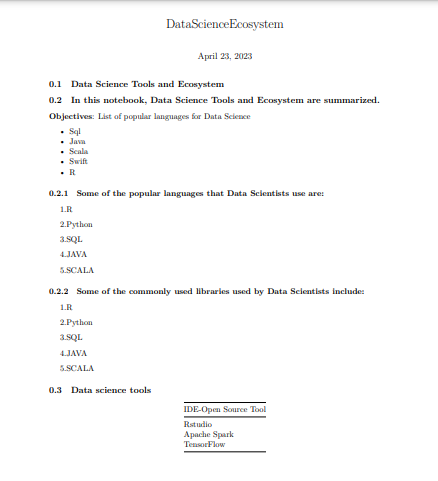 DataScienceEcosystem
April 23, 2023
0.1 Data Science Tools and Ecosystem
0.2 In this notebook, Data Science Tools and Ecosystem are summarized.
Objectives: List of popular languages for Data Science
• Sql
• Java
• Scala
• Swift
• R
0.2.1 Some of the popular languages that Data Scientists use are:
1.R
2.Python
3.SQL
4.JAVA
5.SCALA
0.2.2 Some of the commonly used libraries used by Data Scientists include:
1.R
2.Python
3.SQL
4.JAVA
5.SCALA
0.3 Data science tools
IDE-Open Source Tool
Rstudio
Apache Spark
TensorFlow